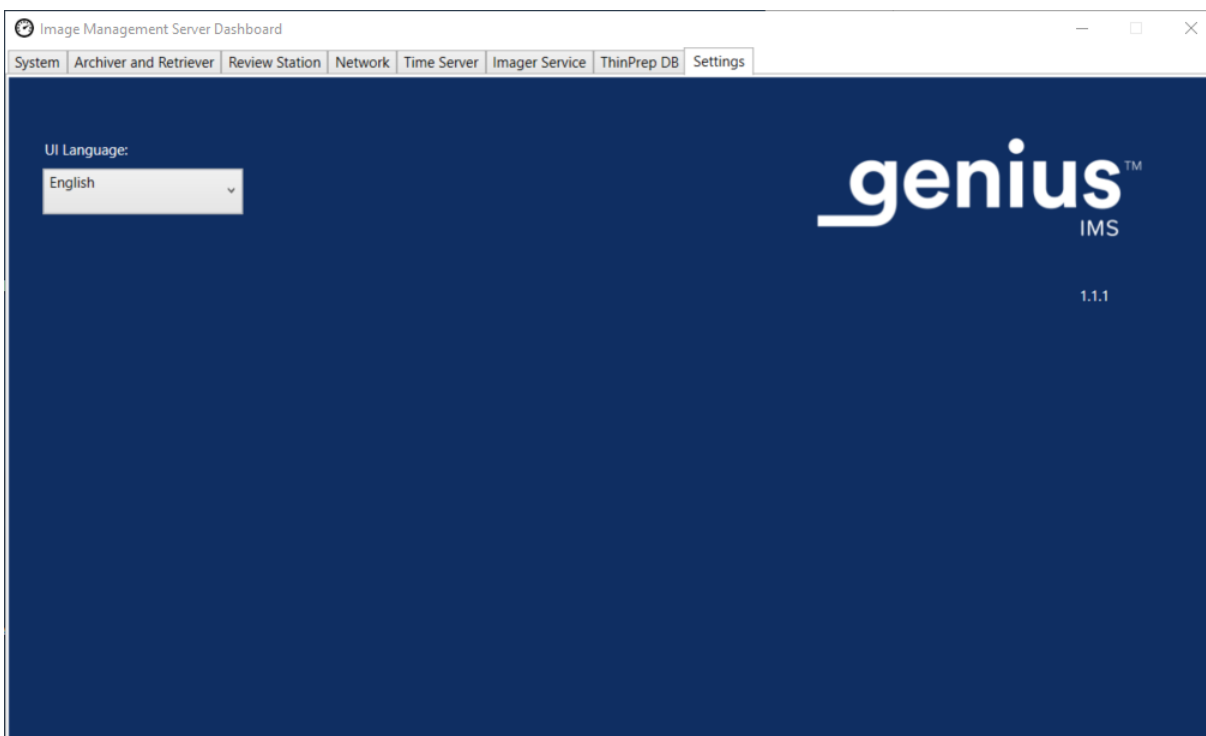 Image Management Server Dashboard
System Archiver and Retriever Review Station Network Time Server Imager Service ThinPrep DB Settings
UI Language:
English
genius™
IMS
1.1.1